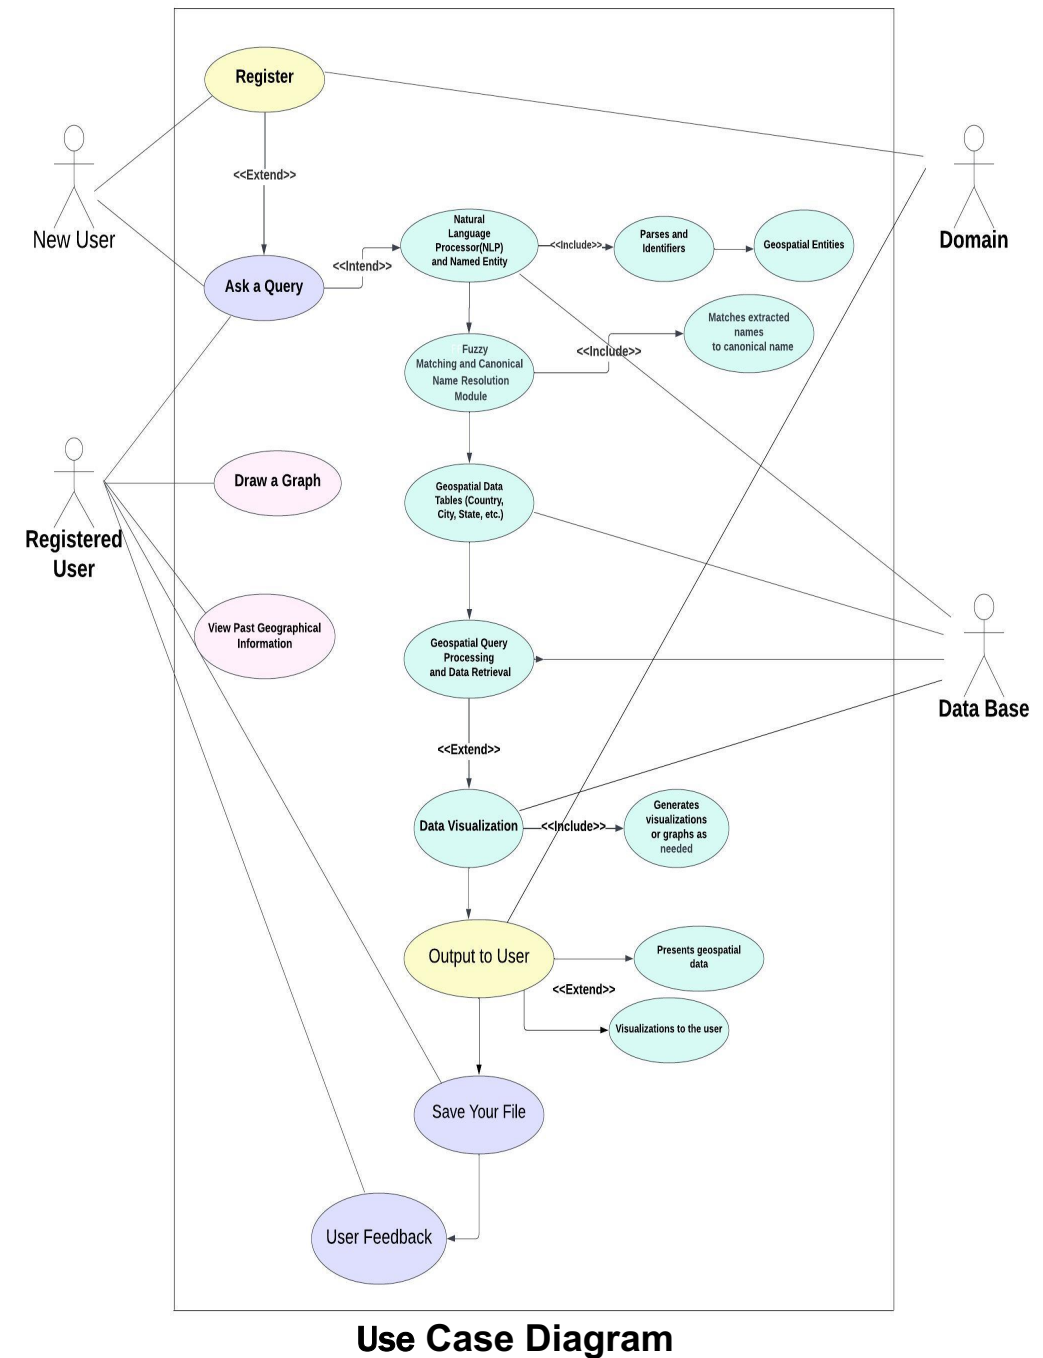 Register
<<Extend>>
New User
Domain
Natural
Language
Processor(NLP)
and Named Entity
<<Include>>
Parses and
Identifiers
Geospatial Entities
<<Intend>>
Ask a Query
Matches extracted
names
to canonical name
Fuzzy
Matching and Canonical
Name Resolution
Module
<<Include>>
Draw a Graph
Geospatial Data
Tables (Country,
City, State, etc.)
Registered
User
View Past Geographical
Information
Geospatial Query
Processing
and Data Retrieval
Data Base
<<Extend>>
Data Visualization
<<Include>>
Generates
visualizations
or graphs as
needed
Output to User
Presents geospatial
data
<<Extend>>
Visualizations to the user
Save Your File
User Feedback
Use Case Diagram